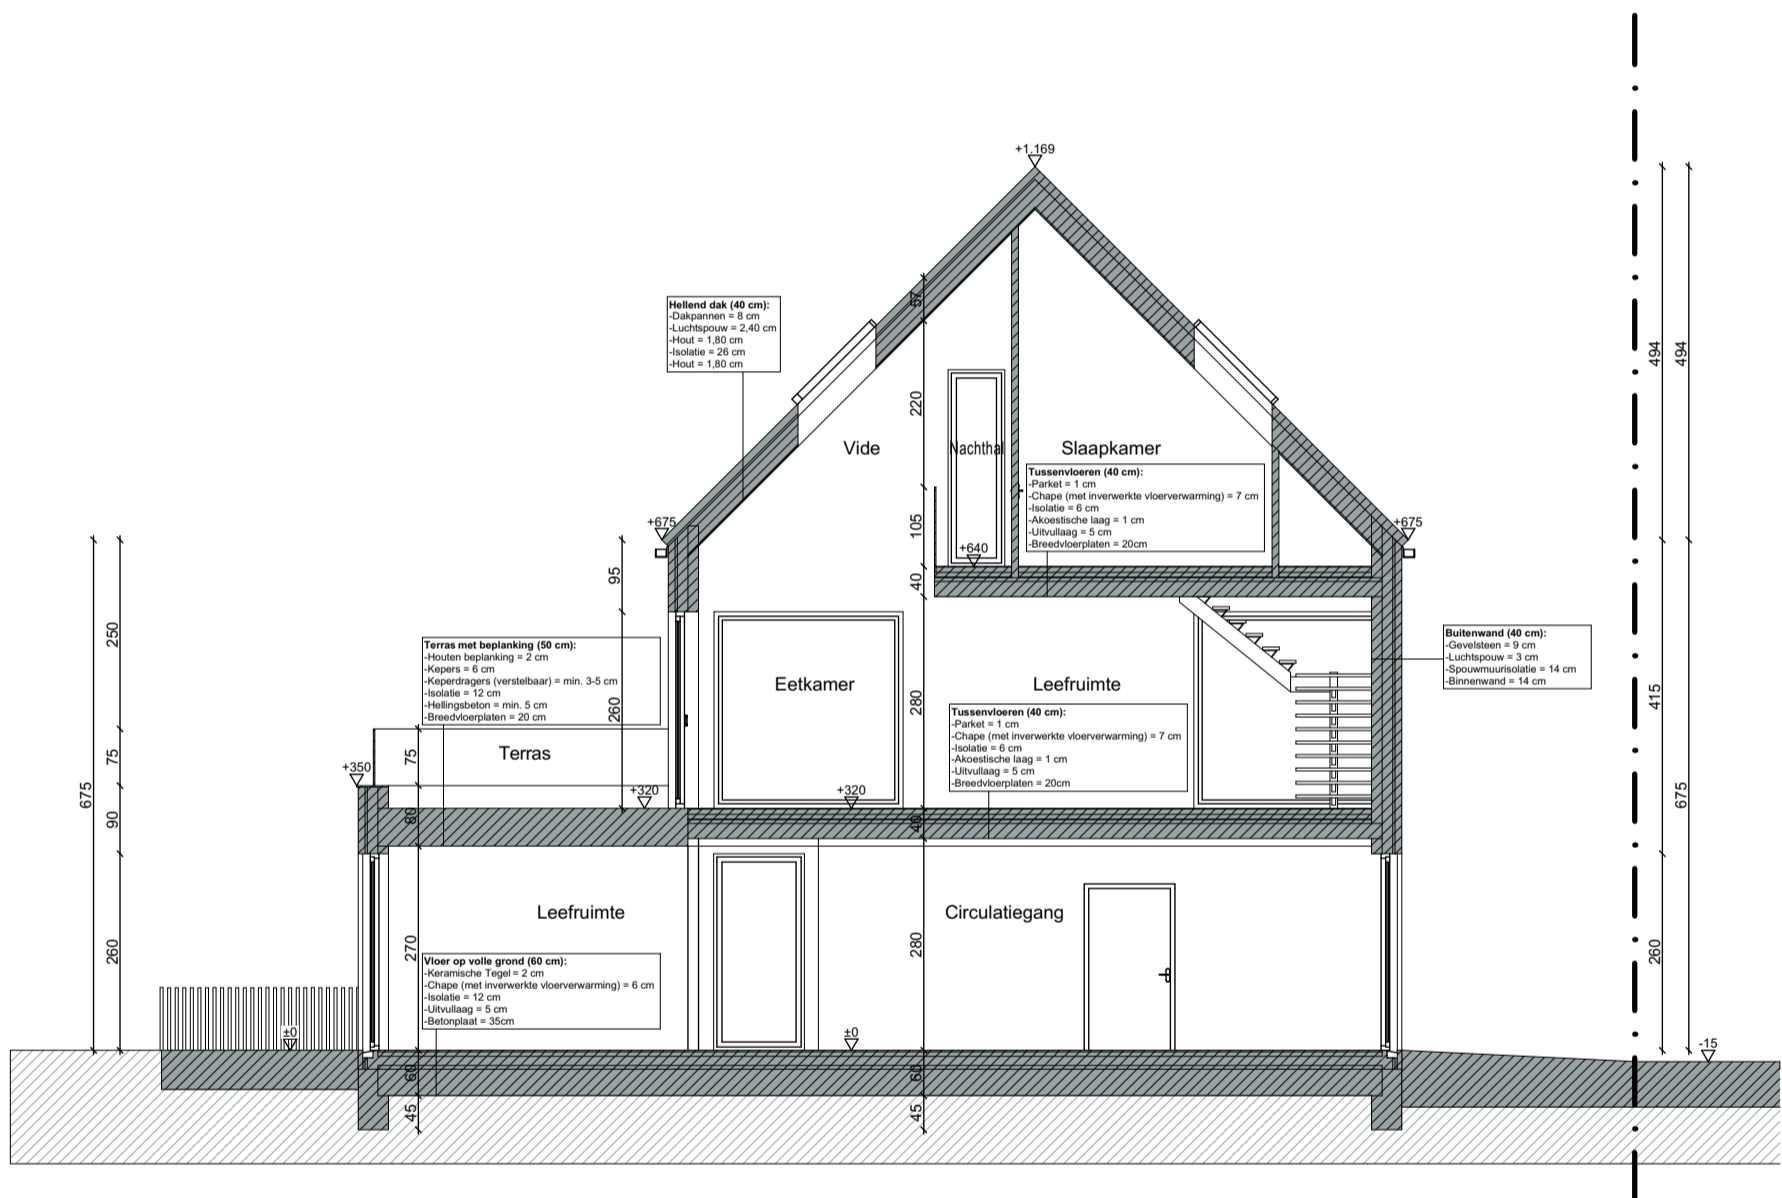 +1.169
57
Hellend dak (40 cm):
-Dakpannen = 8 cm
-Luchtspouw = 2,40 cm
-Hout = 1,80 cm
-Isolatie = 26 cm
-Hout = 1,80 cm
494
494
220
Vide
Nachthal
Slaapkamer
Tussenvloeren (40 cm):
-Parket = 1 cm
-Chape (met inverwerkte vloerverwarming) = 7 cm
-Isolatie = 6 cm
-Akoestische laag = 1 cm
-Uitvullaag = 5 cm
-Breedvloerplaten = 20cm
+675
+675
105
+640
95
40
250
Terras met beplanking (50 cm):
-Houten beplanking = 2 cm
-Kepers = 6 cm
-Keperdragers (verstelbaar) = min. 3-5 cm
-Isolatie = 12 cm
-Hellingsbeton = min. 5 cm
-Breedvloerplaten = 20 cm
260
Eetkamer
280
Leefruimte
Buitenwand (40 cm):
-Gevelsteen = 9 cm
-Luchtspouw = 3 cm
-Spouwmuurisolatie = 14 cm
-Binnenwand = 14 cm
415
Tussenvloeren (40 cm):
-Parket = 1 cm
-Chape (met inverwerkte vloerverwarming) = 7 cm
-Isolatie = 6 cm
-Akoestische laag = 1 cm
-Uitvullaag = 5 cm
-Breedvloerplaten = 20cm
75
75
Terras
+350
+320
+320
675
675
90
80
40
Leefruimte
Circulatiegang
260
270
280
260
Vloer op volle grond (60 cm):
-Keramische Tegel = 2 cm
-Chape (met inverwerkte vloerverwarming) = 6 cm
-Isolatie = 12 cm
-Uitvullaag = 5 cm
-Betonplaat = 35cm
±0
±0
-15
60
60
45
45